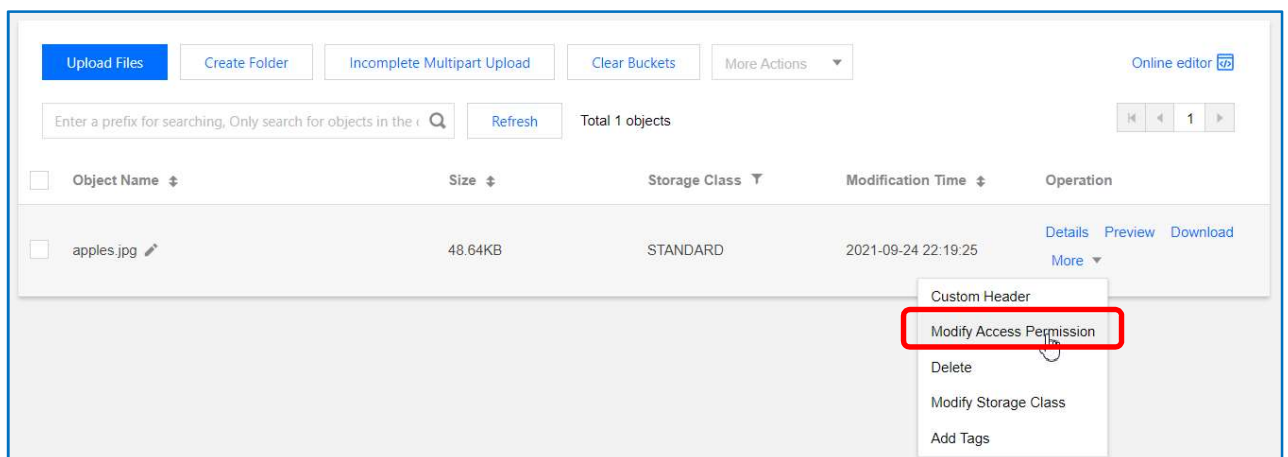 Upload Files Create Folder Incomplete Multipart Upload Clear Buckets More Actions Online editor
Enter a prefix for searching, Only search for objects in the Refresh Total 1 objects 1
Object Name Size Storage Class Modification Time Operation
apples.jpg 48.64KB STANDARD 2021-09-24 22:19:25 Details Preview Download
More
Custom Header
Modify Access Permission
Delete
Modify Storage Class
Add Tags